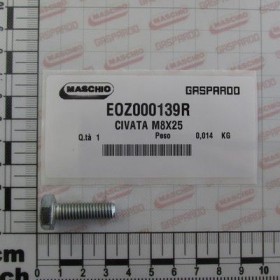 MASCHIO GASPARDO
EOZ000139R
CIVATA M8X25
Q.tà 1 Peso 0,014 KG
cm 1 2 3 4 5 6 7 8 9 10